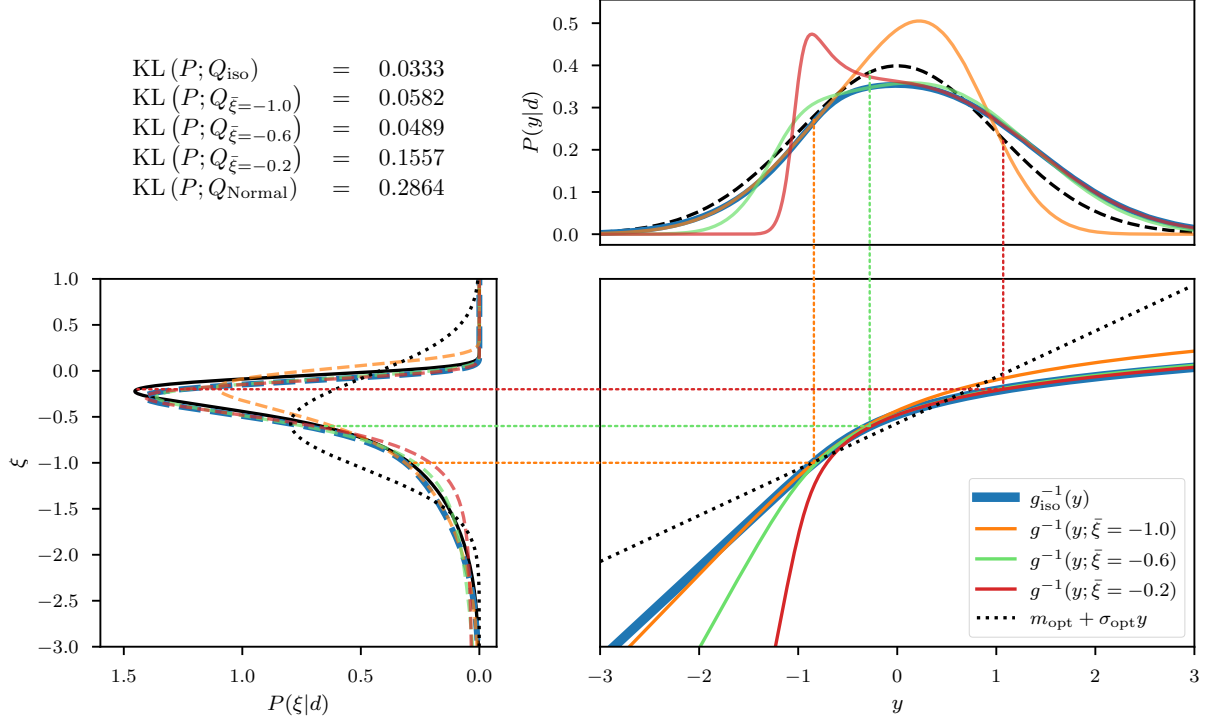 KL (P; Q_iso) = 0.0333
KL (P; Q_ξ̄=−1.0) = 0.0582
KL (P; Q_ξ̄=−0.6) = 0.0489
KL (P; Q_ξ̄=−0.2) = 0.1557
KL (P; Q_Normal) = 0.2864
P(y|d)
0.5
0.4
0.3
0.2
0.1
0.0
ξ
1.0
0.5
0.0
−0.5
−1.0
−1.5
−2.0
−2.5
−3.0
1.5 1.0 0.5 0.0
P(ξ|d)
g_iso^−1(y)
g^−1(y; ξ̄ = −1.0)
g^−1(y; ξ̄ = −0.6)
g^−1(y; ξ̄ = −0.2)
m_opt + σ_opt y
−3 −2 −1 0 1 2 3
y